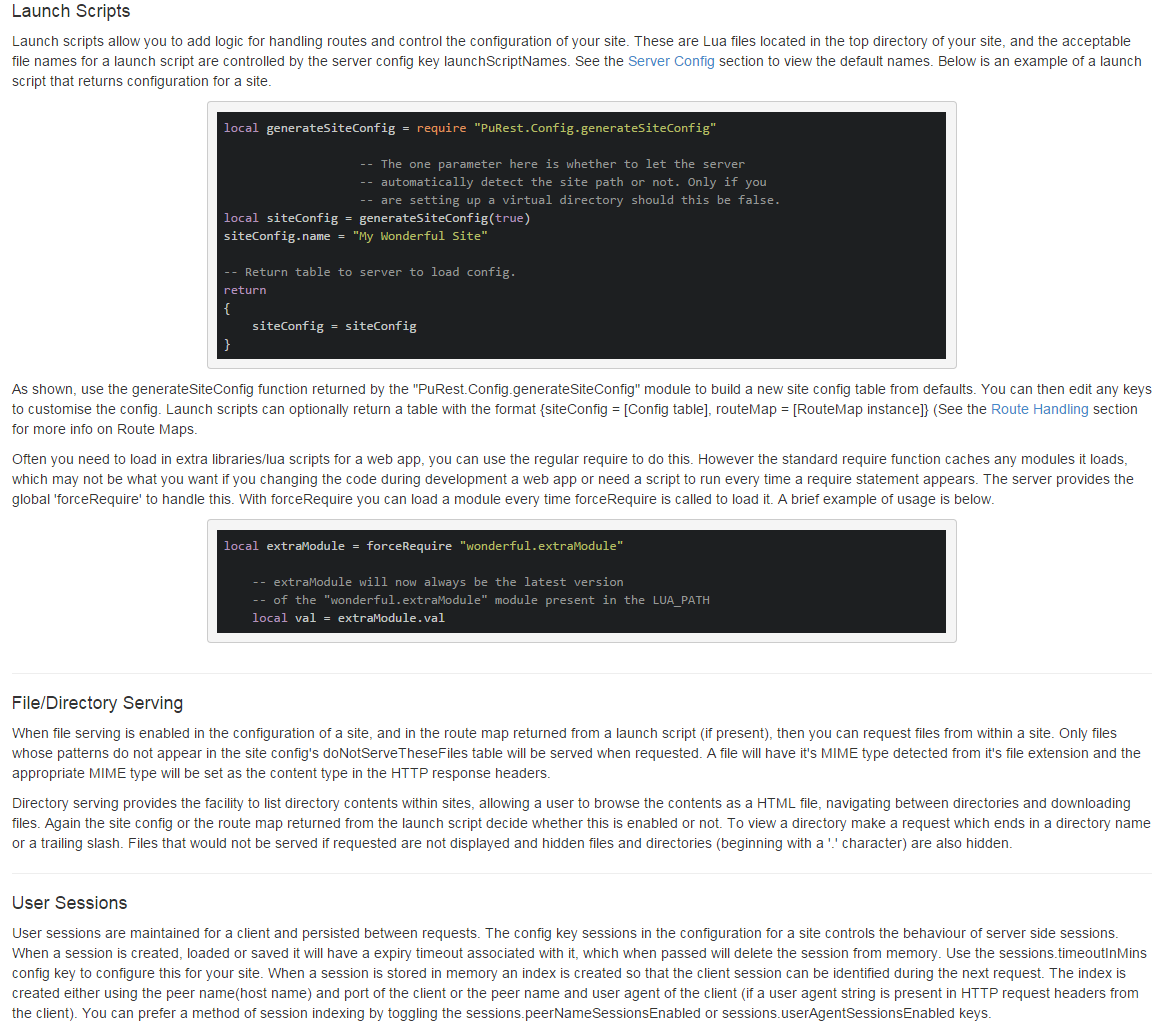 Launch Scripts
Launch scripts allow you to add logic for handling routes and control the configuration of your site. These are Lua files located in the top directory of your site, and the acceptable
file names for a launch script are controlled by the server config key launchScriptNames. See the Server Config section to view the default names. Below is an example of a launch
script that returns configuration for a site.
local generateSiteConfig = require "PuRest.Config.generateSiteConfig"
-- The one parameter here is whether to let the server
-- automatically detect the site path or not. Only if you
-- are setting up a virtual directory should this be false.
local siteConfig = generateSiteConfig(true)
siteConfig.name = "My Wonderful Site"
-- Return table to server to load config.
return
{
siteConfig = siteConfig
}
As shown, use the generateSiteConfig function returned by the "PuRest.Config.generateSiteConfig" module to build a new site config table from defaults. You can then edit any keys
to customise the config. Launch scripts can optionally return a table with the format {siteConfig = [Config table], routeMap = [RouteMap instance]} (See the Route Handling section
for more info on Route Maps.
Often you need to load in extra libraries/lua scripts for a web app, you can use the regular require to do this. However the standard require function caches any modules it loads,
which may not be what you want if you changing the code during development a web app or need a script to run every time a require statement appears. The server provides the
global 'forceRequire' to handle this. With forceRequire you can load a module every time forceRequire is called to load it. A brief example of usage is below.
local extraModule = forceRequire "wonderful.extraModule"
-- extraModule will now always be the latest version
-- of the "wonderful.extraModule" module present in the LUA_PATH
local val = extraModule.val
File/Directory Serving
When file serving is enabled in the configuration of a site, and in the route map returned from a launch script (if present), then you can request files from within a site. Only files
whose patterns do not appear in the site config's doNotServeTheseFiles table will be served when requested. A file will have it's MIME type detected from it's file extension and the
appropriate MIME type will be set as the content type in the HTTP response headers.
Directory serving provides the facility to list directory contents within sites, allowing a user to browse the contents as a HTML file, navigating between directories and downloading
files. Again the site config or the route map returned from the launch script decide whether this is enabled or not. To view a directory make a request which ends in a directory name
or a trailing slash. Files that would not be served if requested are not displayed and hidden files and directories (beginning with a '.' character) are also hidden.
User Sessions
User sessions are maintained for a client and persisted between requests. The config key sessions in the configuration for a site controls the behaviour of server side sessions.
When a session is created, loaded or saved it will have a expiry timeout associated with it, which when passed will delete the session from memory. Use the sessions.timeoutInMins
config key to configure this for your site. When a session is stored in memory an index is created so that the client session can be identified during the next request. The index is
created either using the peer name(host name) and port of the client or the peer name and user agent of the client (if a user agent string is present in HTTP request headers from
the client). You can prefer a method of session indexing by toggling the sessions.peerNameSessionsEnabled or sessions.userAgentSessionsEnabled keys.